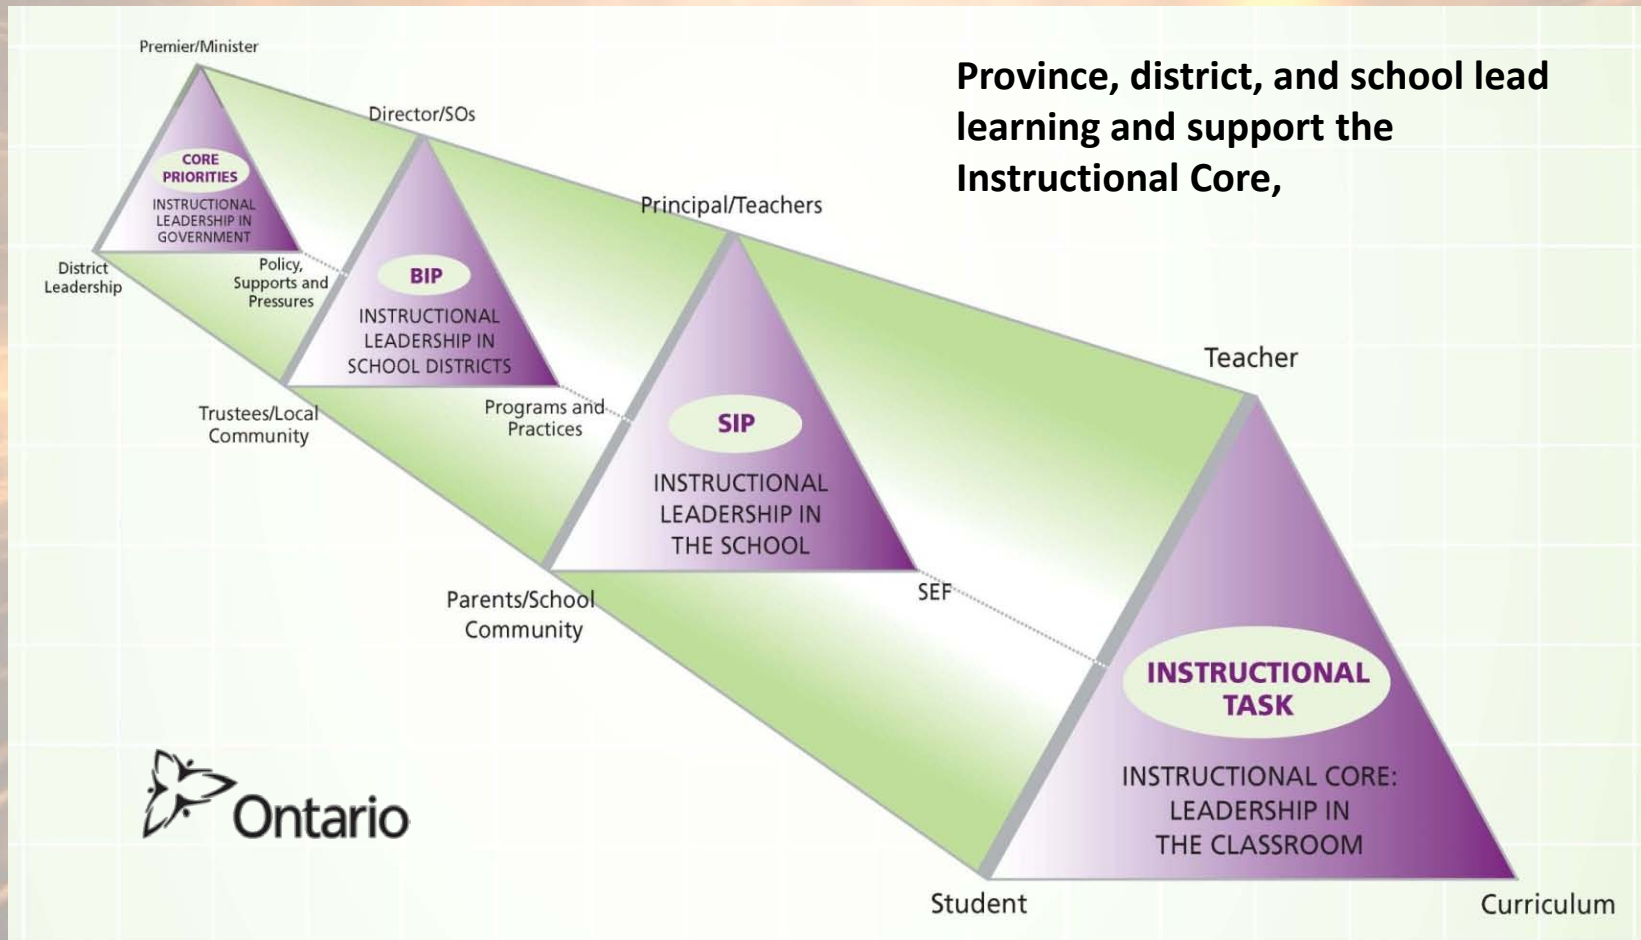 Province, district, and school lead
learning and support the
Instructional Core,
Premier/Minister
CORE
PRIORITIES
INSTRUCTIONAL
LEADERSHIP IN
GOVERNMENT
District
Leadership
Policy,
Supports and
Pressures
Director/SOs
BIP
INSTRUCTIONAL
LEADERSHIP IN
SCHOOL DISTRICTS
Trustees/Local
Community
Programs and
Practices
Principal/Teachers
SIP
INSTRUCTIONAL
LEADERSHIP IN
THE SCHOOL
Parents/School
Community
SEF
Teacher
INSTRUCTIONAL
TASK
INSTRUCTIONAL CORE:
LEADERSHIP IN
THE CLASSROOM
Student
Curriculum
Ontario